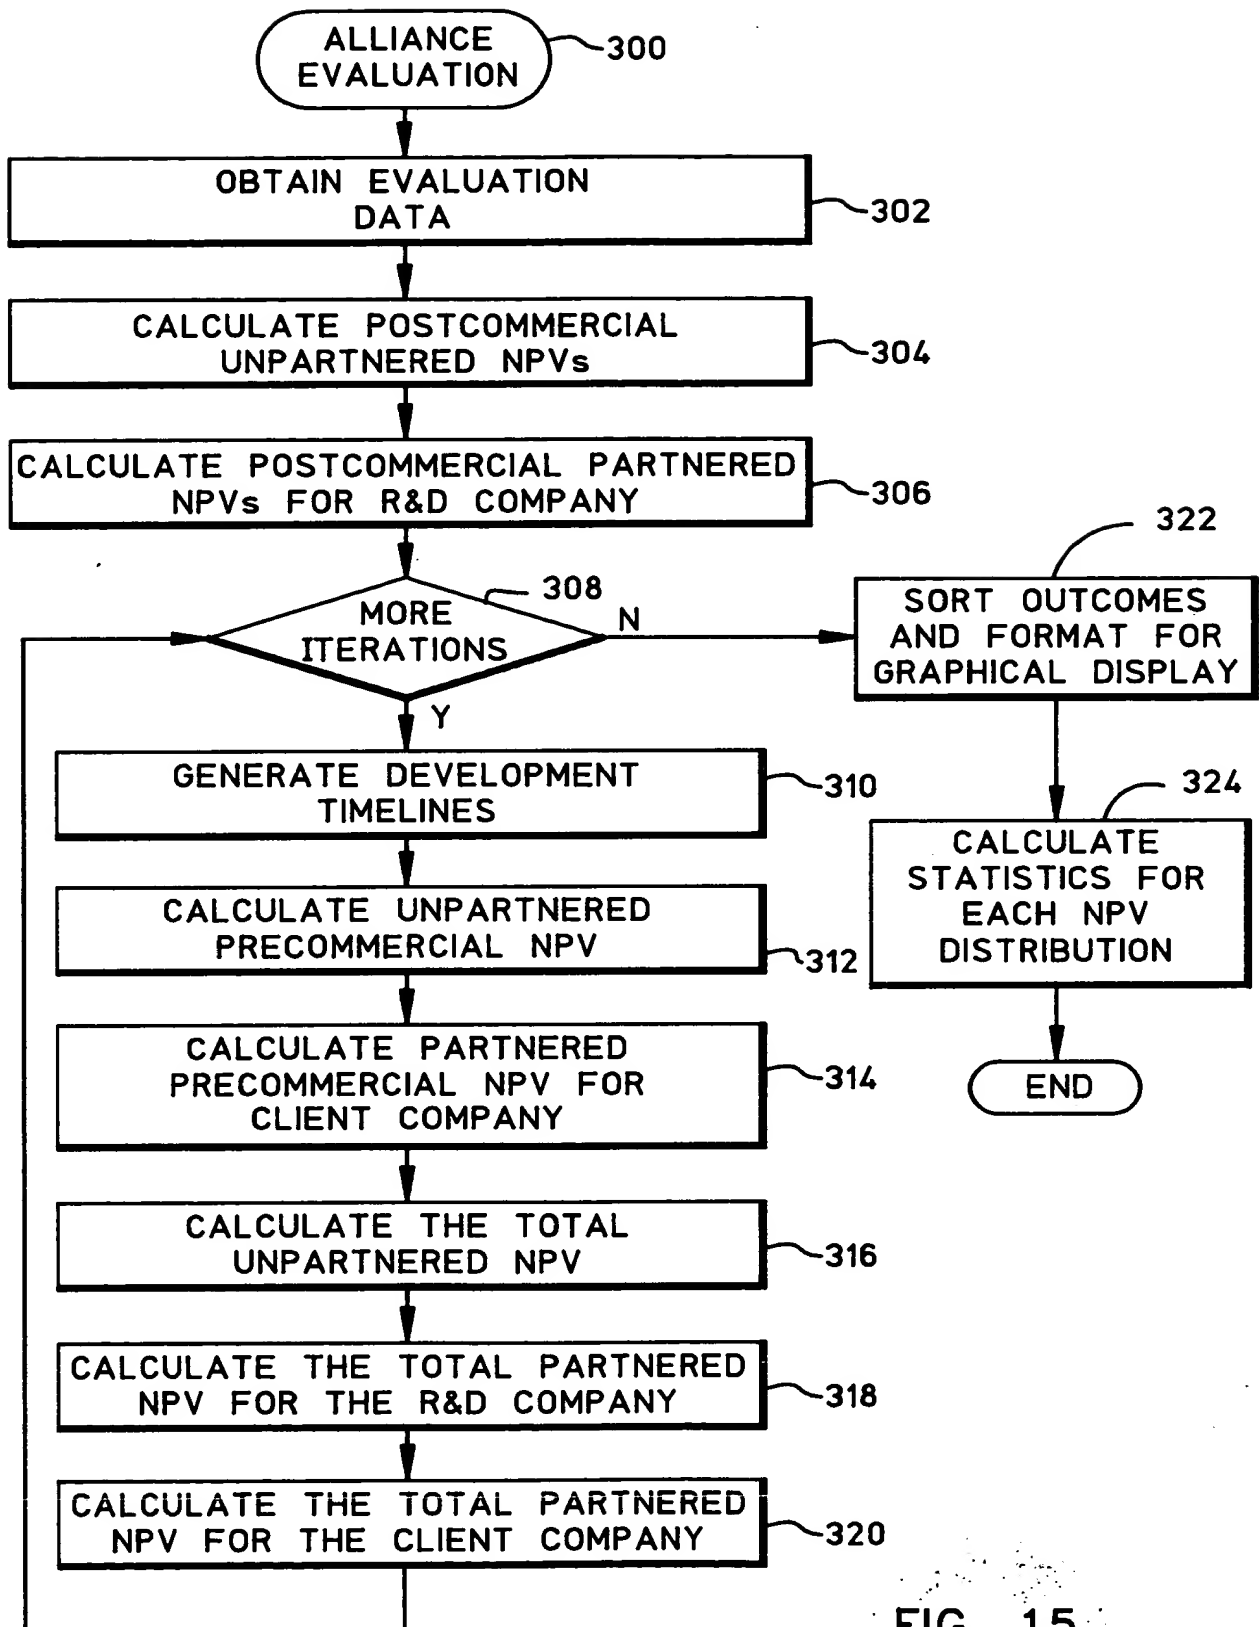 ALLIANCE
EVALUATION
300
OBTAIN EVALUATION
DATA
302
CALCULATE POSTCOMMERCIAL
UNPARTNERED NPVs
304
CALCULATE POSTCOMMERCIAL PARTNERED
NPVs FOR R&D COMPANY
306
MORE
ITERATIONS
308
N
Y
GENERATE DEVELOPMENT
TIMELINES
310
CALCULATE UNPARTNERED
PRECOMMERCIAL NPV
312
CALCULATE PARTNERED
PRECOMMERCIAL NPV FOR
CLIENT COMPANY
314
CALCULATE THE TOTAL
UNPARTNERED NPV
316
CALCULATE THE TOTAL PARTNERED
NPV FOR THE R&D COMPANY
318
CALCULATE THE TOTAL PARTNERED
NPV FOR THE CLIENT COMPANY
320
322
SORT OUTCOMES
AND FORMAT FOR
GRAPHICAL DISPLAY
324
CALCULATE
STATISTICS FOR
EACH NPV
DISTRIBUTION
END
FIG. 15